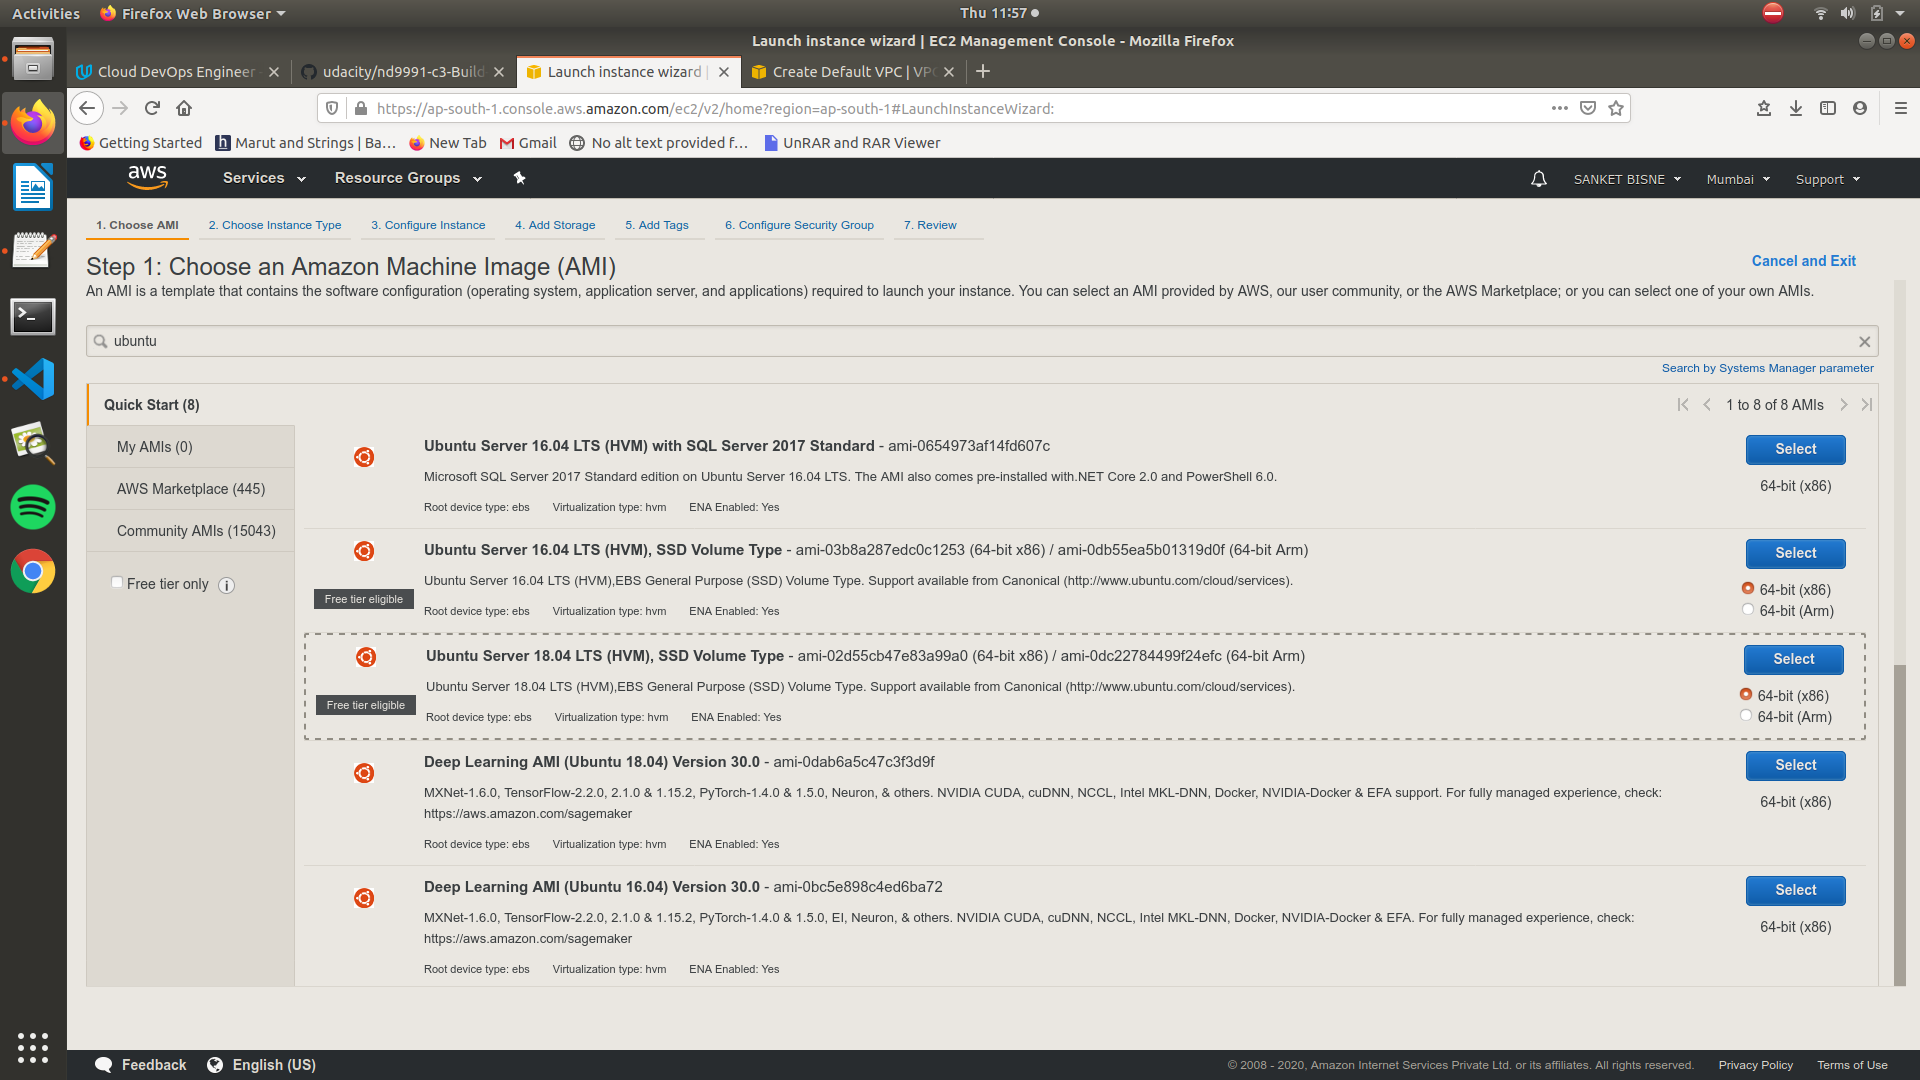 Activities Firefox Web Browser Thu 11:57
Launch instance wizard | EC2 Management Console - Mozilla Firefox
Cloud DevOps Engineer udacity/nd9991-c3-Build Launch instance wizard | Create Default VPC | VPC
https://ap-south-1.console.aws.amazon.com/ec2/v2/home?region=ap-south-1#LaunchInstanceWizard:
Getting Started Marut and Strings | Ba... New Tab Gmail No alt text provided f... UnRAR and RAR Viewer
aws Services Resource Groups SANKET BISNE Mumbai Support
1. Choose AMI 2. Choose Instance Type 3. Configure Instance 4. Add Storage 5. Add Tags 6. Configure Security Group 7. Review
Step 1: Choose an Amazon Machine Image (AMI) Cancel and Exit
An AMI is a template that contains the software configuration (operating system, application server, and applications) required to launch your instance. You can select an AMI provided by AWS, our user community, or the AWS Marketplace; or you can select one of your own AMIs.
ubuntu
Search by Systems Manager parameter
Quick Start (8) 1 to 8 of 8 AMIs
My AMIs (0)
AWS Marketplace (445)
Community AMIs (15043)
Free tier only
Ubuntu Server 16.04 LTS (HVM) with SQL Server 2017 Standard - ami-0654973af14fd607c Select
Microsoft SQL Server 2017 Standard edition on Ubuntu Server 16.04 LTS. The AMI also comes pre-installed with.NET Core 2.0 and PowerShell 6.0. 64-bit (x86)
Root device type: ebs Virtualization type: hvm ENA Enabled: Yes
Ubuntu Server 16.04 LTS (HVM), SSD Volume Type - ami-03b8a287edc0c1253 (64-bit x86) / ami-0db55ea5b01319d0f (64-bit Arm) Select
Ubuntu Server 16.04 LTS (HVM),EBS General Purpose (SSD) Volume Type. Support available from Canonical (http://www.ubuntu.com/cloud/services). 64-bit (x86)
Free tier eligible Root device type: ebs Virtualization type: hvm ENA Enabled: Yes 64-bit (Arm)
Ubuntu Server 18.04 LTS (HVM), SSD Volume Type - ami-02d55cb47e83a99a0 (64-bit x86) / ami-0dc22784499f24efc (64-bit Arm) Select
Ubuntu Server 18.04 LTS (HVM),EBS General Purpose (SSD) Volume Type. Support available from Canonical (http://www.ubuntu.com/cloud/services). 64-bit (x86)
Free tier eligible Root device type: ebs Virtualization type: hvm ENA Enabled: Yes 64-bit (Arm)
Deep Learning AMI (Ubuntu 18.04) Version 30.0 - ami-0dab6a5c47c3f3d9f Select
MXNet-1.6.0, TensorFlow-2.2.0, 2.1.0 & 1.15.2, PyTorch-1.4.0 & 1.5.0, Neuron, & others. NVIDIA CUDA, cuDNN, NCCL, Intel MKL-DNN, Docker, NVIDIA-Docker & EFA support. For fully managed experience, check: 64-bit (x86)
https://aws.amazon.com/sagemaker
Root device type: ebs Virtualization type: hvm ENA Enabled: Yes
Deep Learning AMI (Ubuntu 16.04) Version 30.0 - ami-0bc5e898c4ed6ba72 Select
MXNet-1.6.0, TensorFlow-2.2.0, 2.1.0 & 1.15.2, PyTorch-1.4.0 & 1.5.0, EI, Neuron, & others. NVIDIA CUDA, cuDNN, NCCL, Intel MKL-DNN, Docker, NVIDIA-Docker & EFA. For fully managed experience, check: 64-bit (x86)
https://aws.amazon.com/sagemaker
Root device type: ebs Virtualization type: hvm ENA Enabled: Yes
Feedback English (US) © 2008 - 2020, Amazon Internet Services Private Ltd. or its affiliates. All rights reserved. Privacy Policy Terms of Use